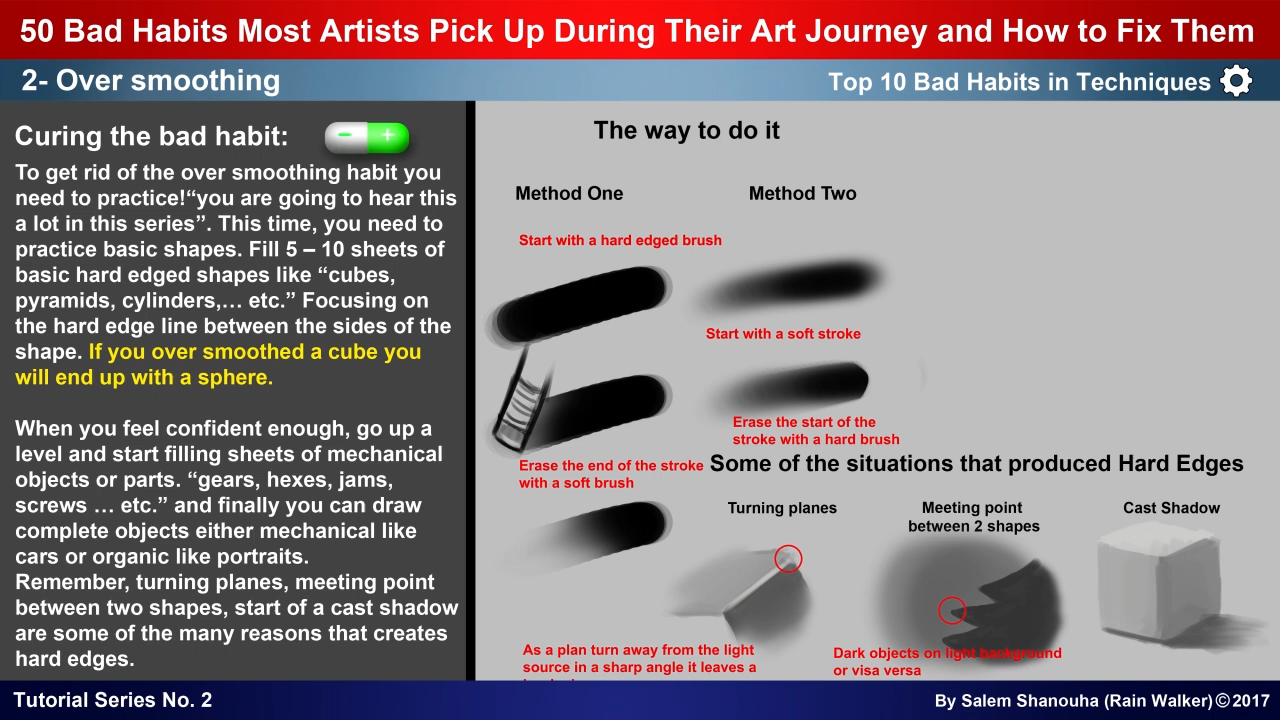 50 Bad Habits Most Artists Pick Up During Their Art Journey and How to Fix Them
2- Over smoothing
Top 10 Bad Habits in Techniques
Curing the bad habit:
To get rid of the over smoothing habit you
need to practice!“you are going to hear this
a lot in this series”. This time, you need to
practice basic shapes. Fill 5 – 10 sheets of
basic hard edged shapes like “cubes,
pyramids, cylinders,… etc.” Focusing on
the hard edge line between the sides of the
shape. If you over smoothed a cube you
will end up with a sphere.
When you feel confident enough, go up a
level and start filling sheets of mechanical
objects or parts. “gears, hexes, jams,
screws … etc.” and finally you can draw
complete objects either mechanical like
cars or organic like portraits.
Remember, turning planes, meeting point
between two shapes, start of a cast shadow
are some of the many reasons that creates
hard edges.
The way to do it
Method One
Method Two
Start with a hard edged brush
Start with a soft stroke
Erase the start of the
stroke with a hard brush
Erase the end of the stroke
with a soft brush
Some of the situations that produced Hard Edges
Turning planes
Meeting point
between 2 shapes
Cast Shadow
As a plan turn away from the light
source in a sharp angle it leaves a
Dark objects on light background
or visa versa
Tutorial Series No. 2
By Salem Shanouha (Rain Walker)©2017